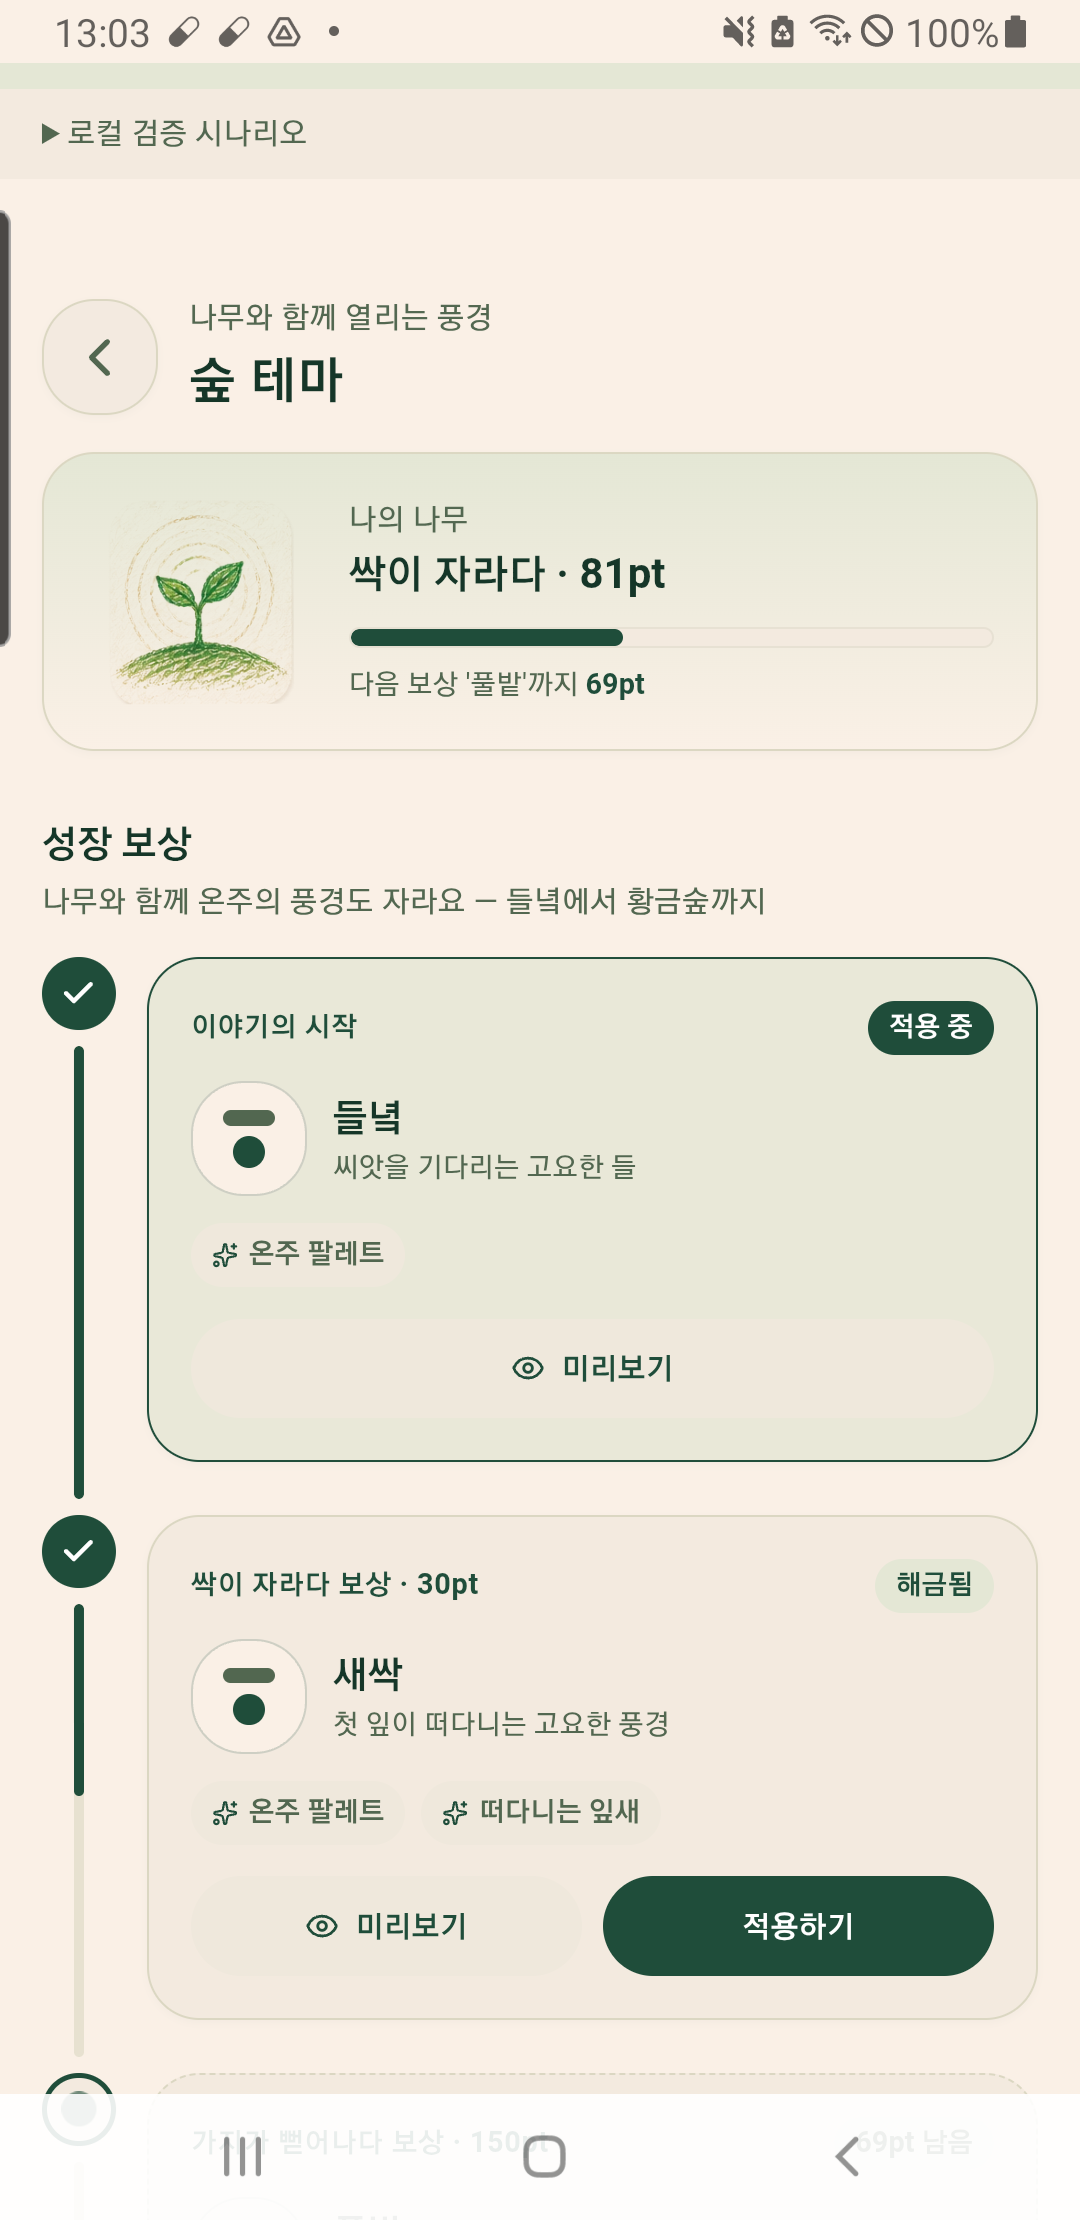 13:03
100%
▶ 로컬 검증 시나리오
나무와 함께 열리는 풍경
숲 테마
나의 나무
싹이 자라다 · 81pt
다음 보상 '풀밭'까지 69pt
성장 보상
나무와 함께 온주의 풍경도 자라요 — 들녘에서 황금숲까지
이야기의 시작
적용 중
들녘
씨앗을 기다리는 고요한 들
온주 팔레트
미리보기
싹이 자라다 보상 · 30pt
해금됨
새싹
첫 잎이 떠다니는 고요한 풍경
온주 팔레트
떠다니는 잎새
미리보기
적용하기
가지가 뻗어나다 보상 · 150pt
69pt 남음